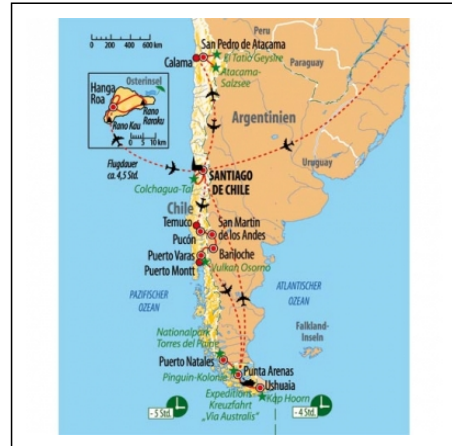 Peru
0 200 400 600 km
San Pedro de Atacama
El Tatio Geysire
Calama
Atacama-
Salzsee
Paraguay
Osterinsel
Hanga
Roa
Rano
Raraku
Rano Kau
0 5 10 km
Argentinien
Flugdauer
ca. 4,5 Std.
Uruguay
SANTIAGO
DE CHILE
Colchagua-Tal
Chile
Temuco
San Martin
de los Andes
Pucón
Bariloche
Puerto Varas
Puerto Montt
Vulkan Osorno
PAZIFISCHER
OZEAN
ATLANTISCHER
OZEAN
Falkland-
Inseln
Nationalpark
Torres del Paine
Puerto Natales
Punta Arenas
Pinguin-Kolonie
Ushuaia
Expeditions-
Kreuzfahrt
„Via Australis"
Kap Hoorn
- 5 Std.
- 4 Std.